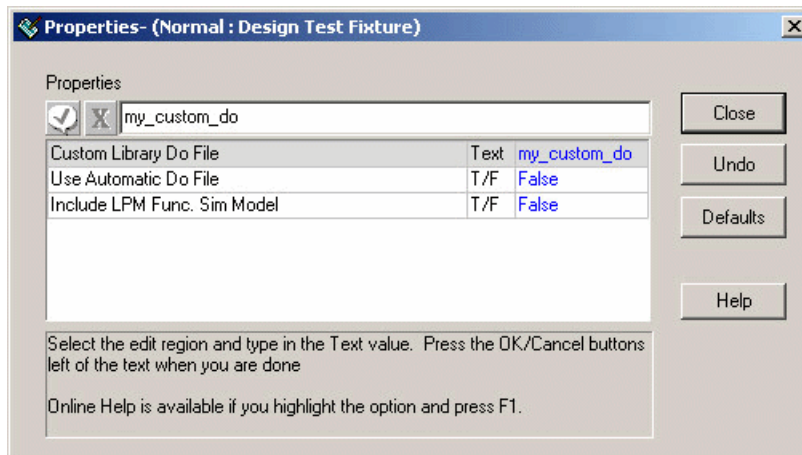 Properties- (Normal : Design Test Fixture)
Properties
X my_custom_do
Custom Library Do File Text my_custom_do
Use Automatic Do File T/F False
Include LPM Func. Sim Model T/F False
Close
Undo
Defaults
Help
Select the edit region and type in the Text value. Press the OK/Cancel buttons
left of the text when you are done
Online Help is available if you highlight the option and press F1.